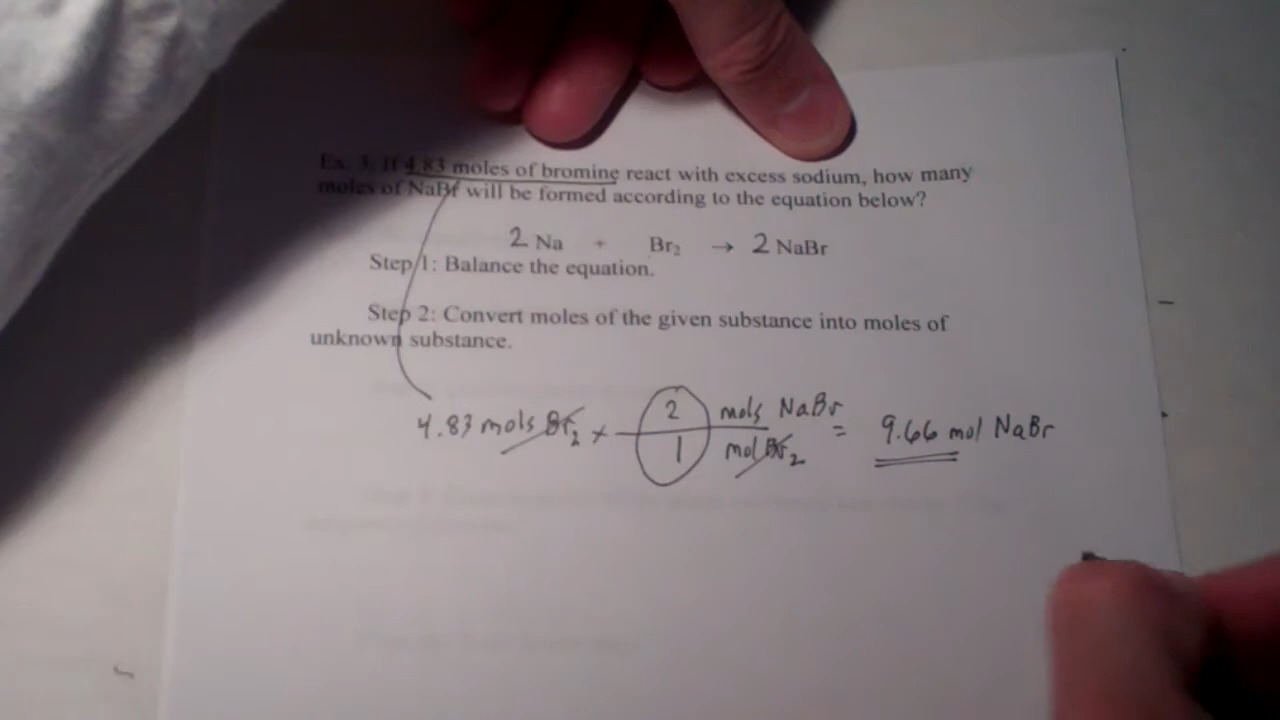 Ex. 3: If 4.83 moles of bromine react with excess sodium, how many
moles of NaBr will be formed according to the equation below?
2 Na + Br₂ → 2 NaBr
Step 1: Balance the equation.
Step 2: Convert moles of the given substance into moles of
unknown substance.
4.83 mols Br₂ x 2 mols NaBr = 9.66 mol NaBr
1 mol Br₂